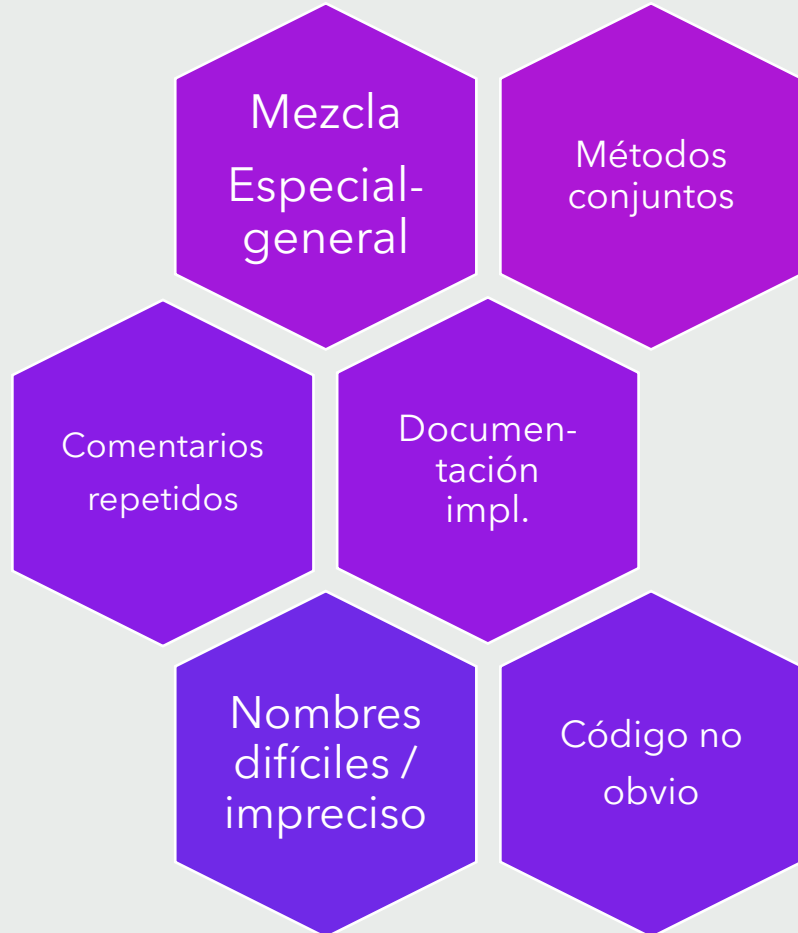 Mezcla
Especial-
general
Métodos
conjuntos
Comentarios
repetidos
Documen-
tación
impl.
Nombres
difíciles /
impreciso
Código no
obvio